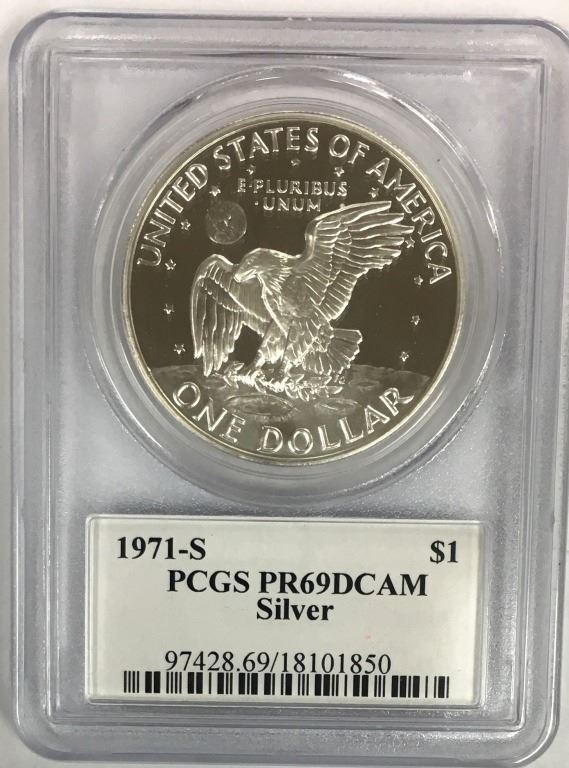 UNITED STATES OF AMERICA
E·PLURIBUS
·UNUM
ONE DOLLAR
1971-S $1
PCGS PR69DCAM
Silver
97428.69/18101850